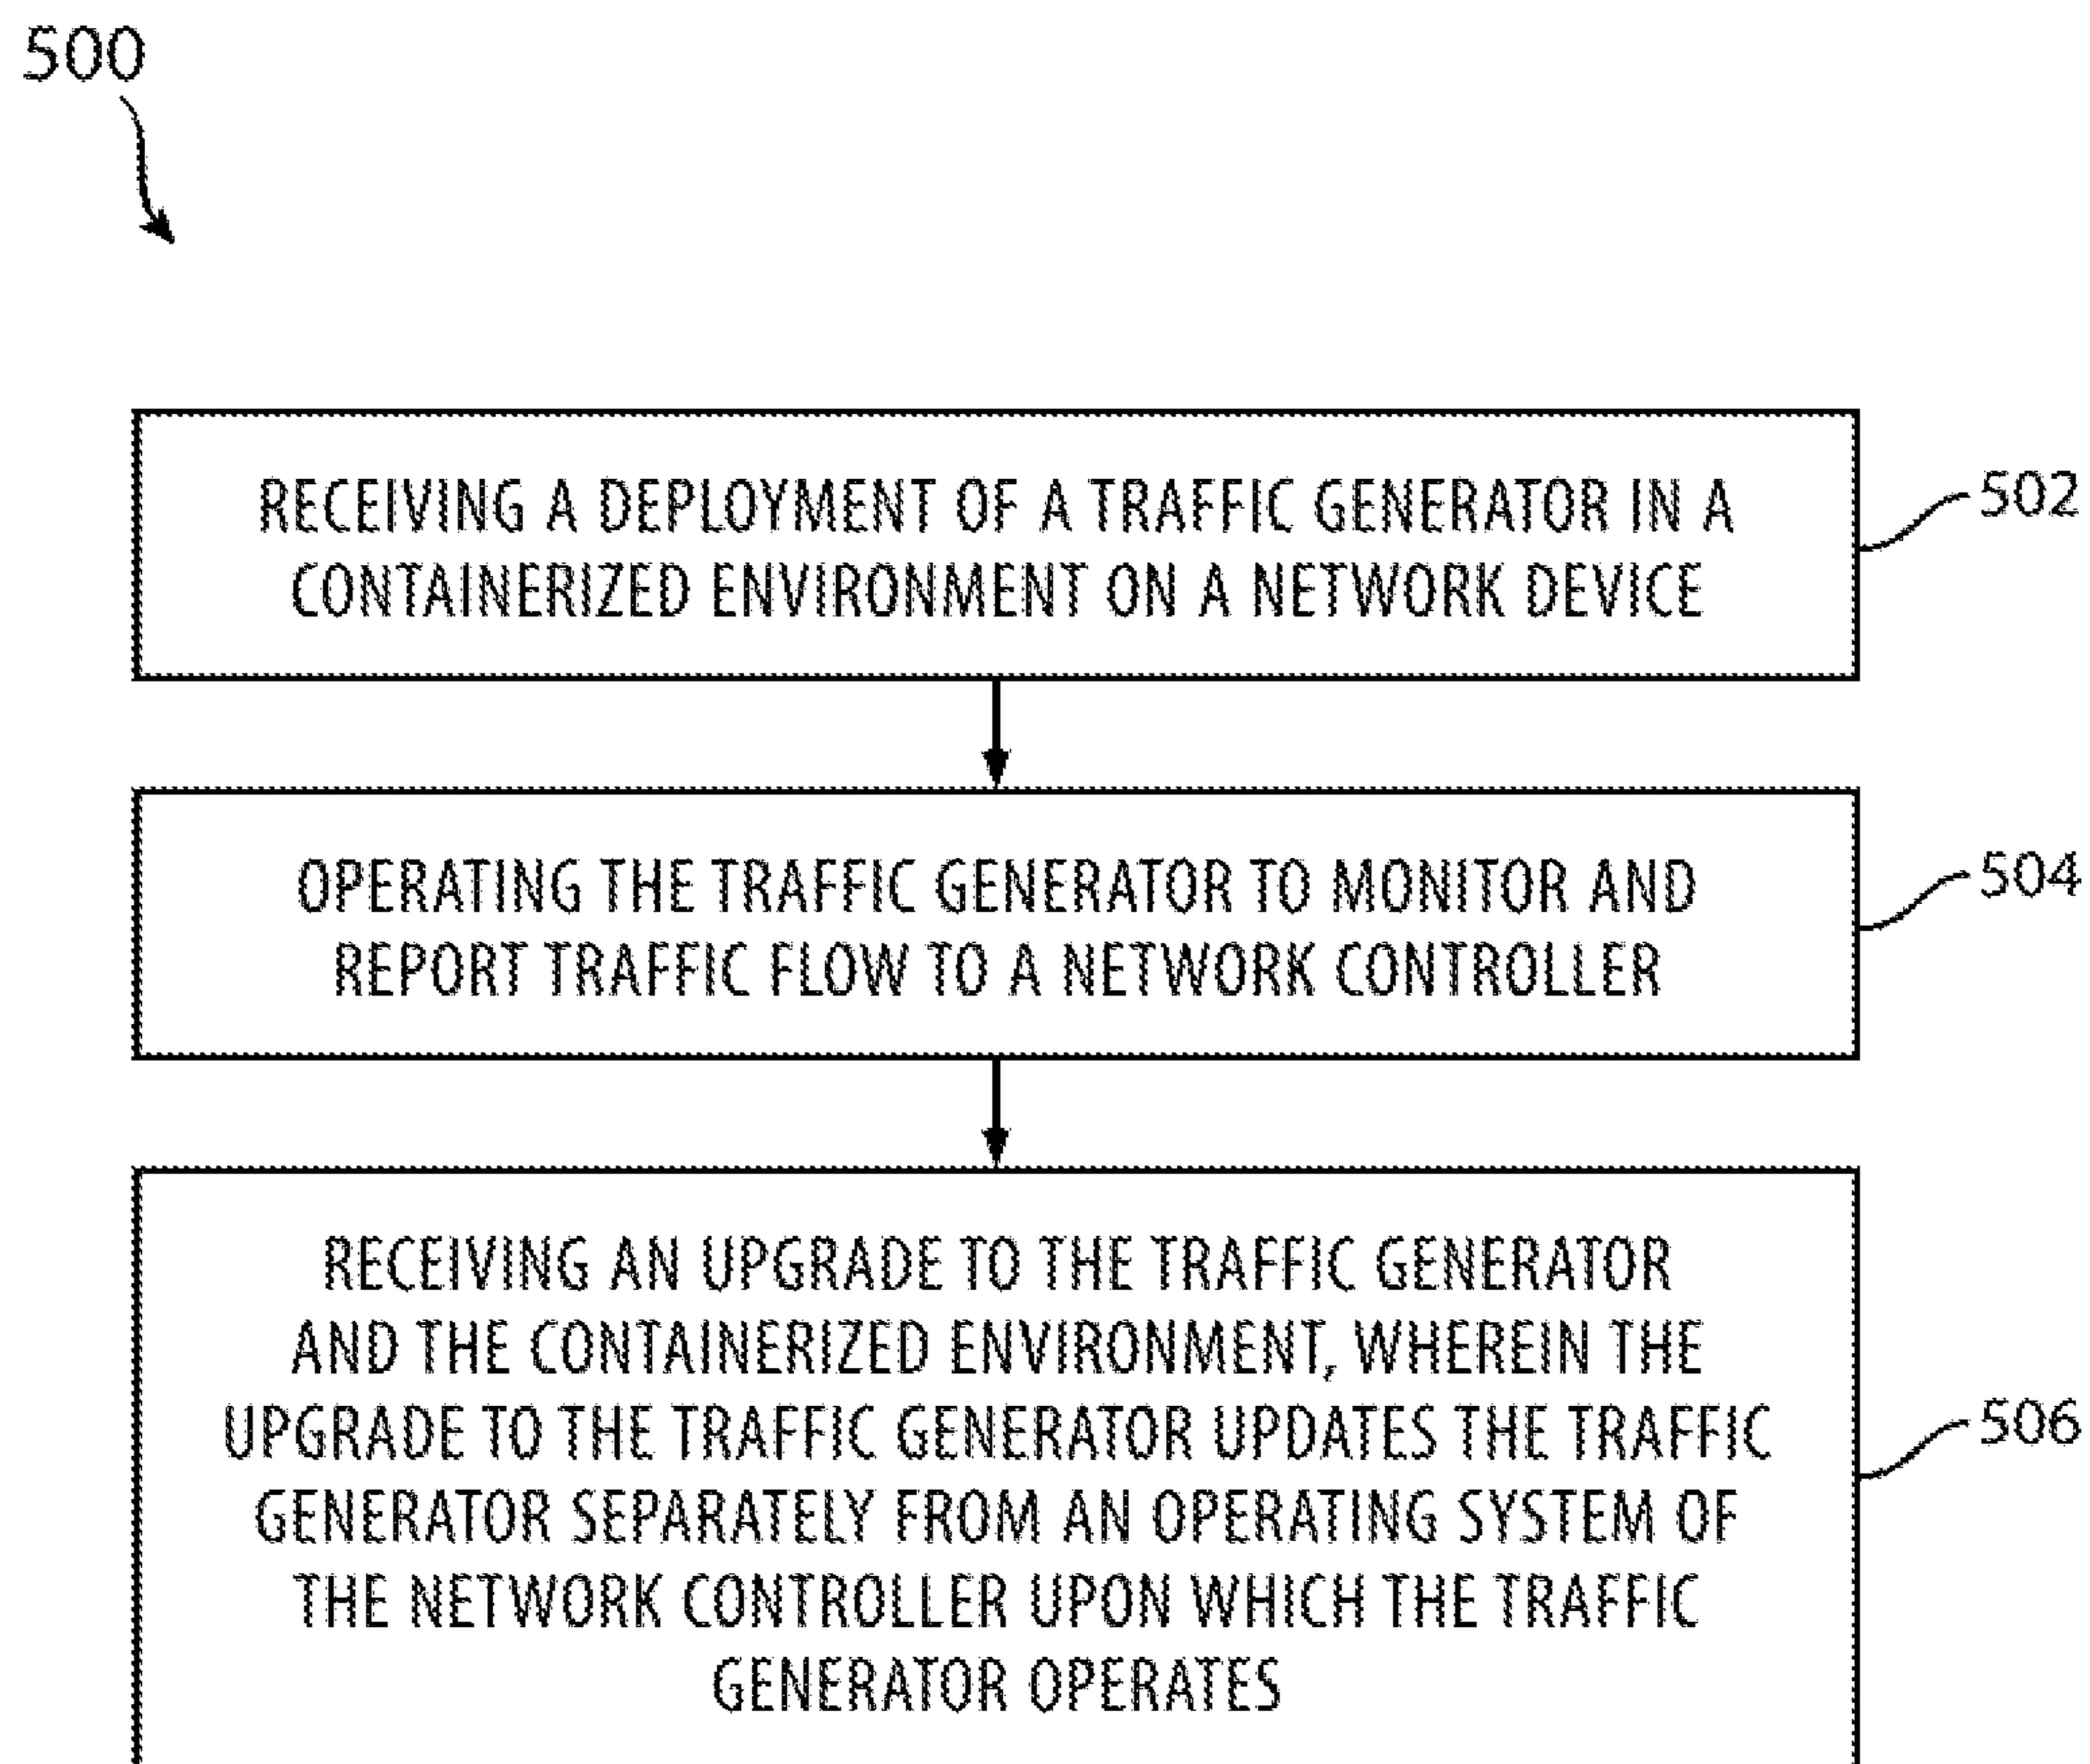 500
RECEIVING A DEPLOYMENT OF A TRAFFIC GENERATOR IN A
CONTAINERIZED ENVIRONMENT ON A NETWORK DEVICE
502
OPERATING THE TRAFFIC GENERATOR TO MONITOR AND
REPORT TRAFFIC FLOW TO A NETWORK CONTROLLER
504
RECEIVING AN UPGRADE TO THE TRAFFIC GENERATOR
AND THE CONTAINERIZED ENVIRONMENT, WHEREIN THE
UPGRADE TO THE TRAFFIC GENERATOR UPDATES THE TRAFFIC
GENERATOR SEPARATELY FROM AN OPERATING SYSTEM OF
THE NETWORK CONTROLLER UPON WHICH THE TRAFFIC
GENERATOR OPERATES
506